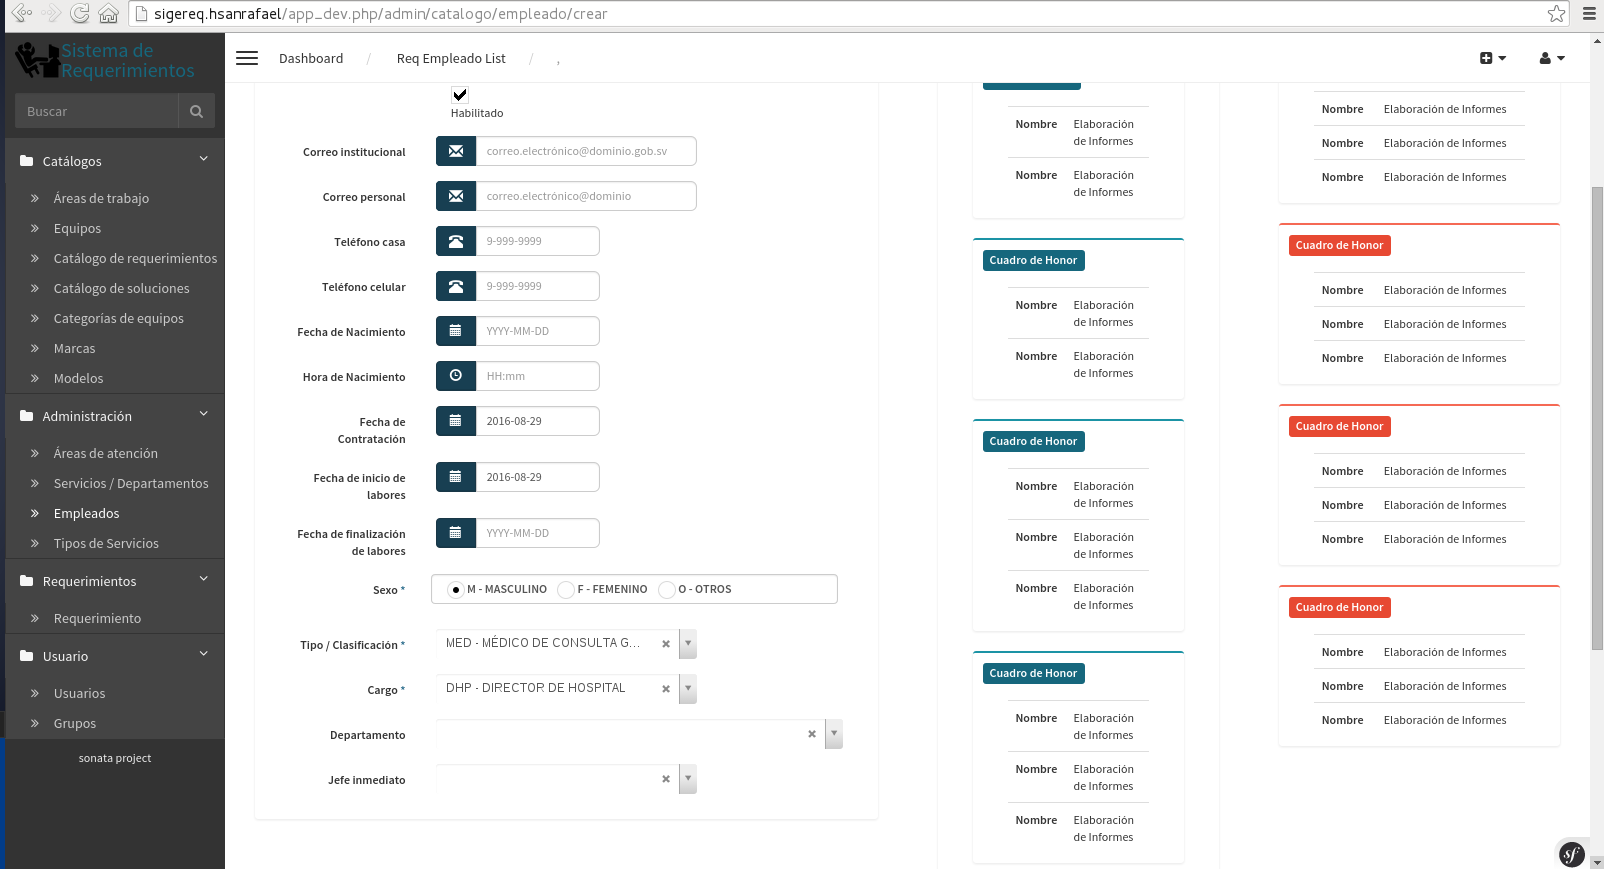 sigereq.hsanrafael/app_dev.php/admin/catalogo/empleado/crear
Sistema de
Requerimientos
Buscar
Catálogos
Áreas de trabajo
Equipos
Catálogo de requerimientos
Catálogo de soluciones
Categorías de equipos
Marcas
Modelos
Administración
Áreas de atención
Servicios / Departamentos
Empleados
Tipos de Servicios
Requerimientos
Requerimiento
Usuario
Usuarios
Grupos
sonata project
Dashboard / Req Empleado List / ,
Habilitado
Correo institucional correo.electrónico@dominio.gob.sv
Correo personal correo.electrónico@dominio
Teléfono casa 9-999-9999
Teléfono celular 9-999-9999
Fecha de Nacimiento YYYY-MM-DD
Hora de Nacimiento HH:mm
Fecha de
Contratación 2016-08-29
Fecha de inicio de
labores 2016-08-29
Fecha de finalización
de labores YYYY-MM-DD
Sexo * M - MASCULINO F - FEMENINO O - OTROS
Tipo / Clasificación * MED - MÉDICO DE CONSULTA G...
Cargo * DHP - DIRECTOR DE HOSPITAL
Departamento
Jefe inmediato
Nombre Elaboración
de Informes
Nombre Elaboración
de Informes
Cuadro de Honor
Nombre Elaboración
de Informes
Nombre Elaboración
de Informes
Cuadro de Honor
Nombre Elaboración
de Informes
Nombre Elaboración
de Informes
Nombre Elaboración
de Informes
Cuadro de Honor
Nombre Elaboración
de Informes
Nombre Elaboración
de Informes
Nombre Elaboración
de Informes
Nombre Elaboración de Informes
Nombre Elaboración de Informes
Nombre Elaboración de Informes
Cuadro de Honor
Nombre Elaboración de Informes
Nombre Elaboración de Informes
Nombre Elaboración de Informes
Cuadro de Honor
Nombre Elaboración de Informes
Nombre Elaboración de Informes
Nombre Elaboración de Informes
Cuadro de Honor
Nombre Elaboración de Informes
Nombre Elaboración de Informes
Nombre Elaboración de Informes
sf